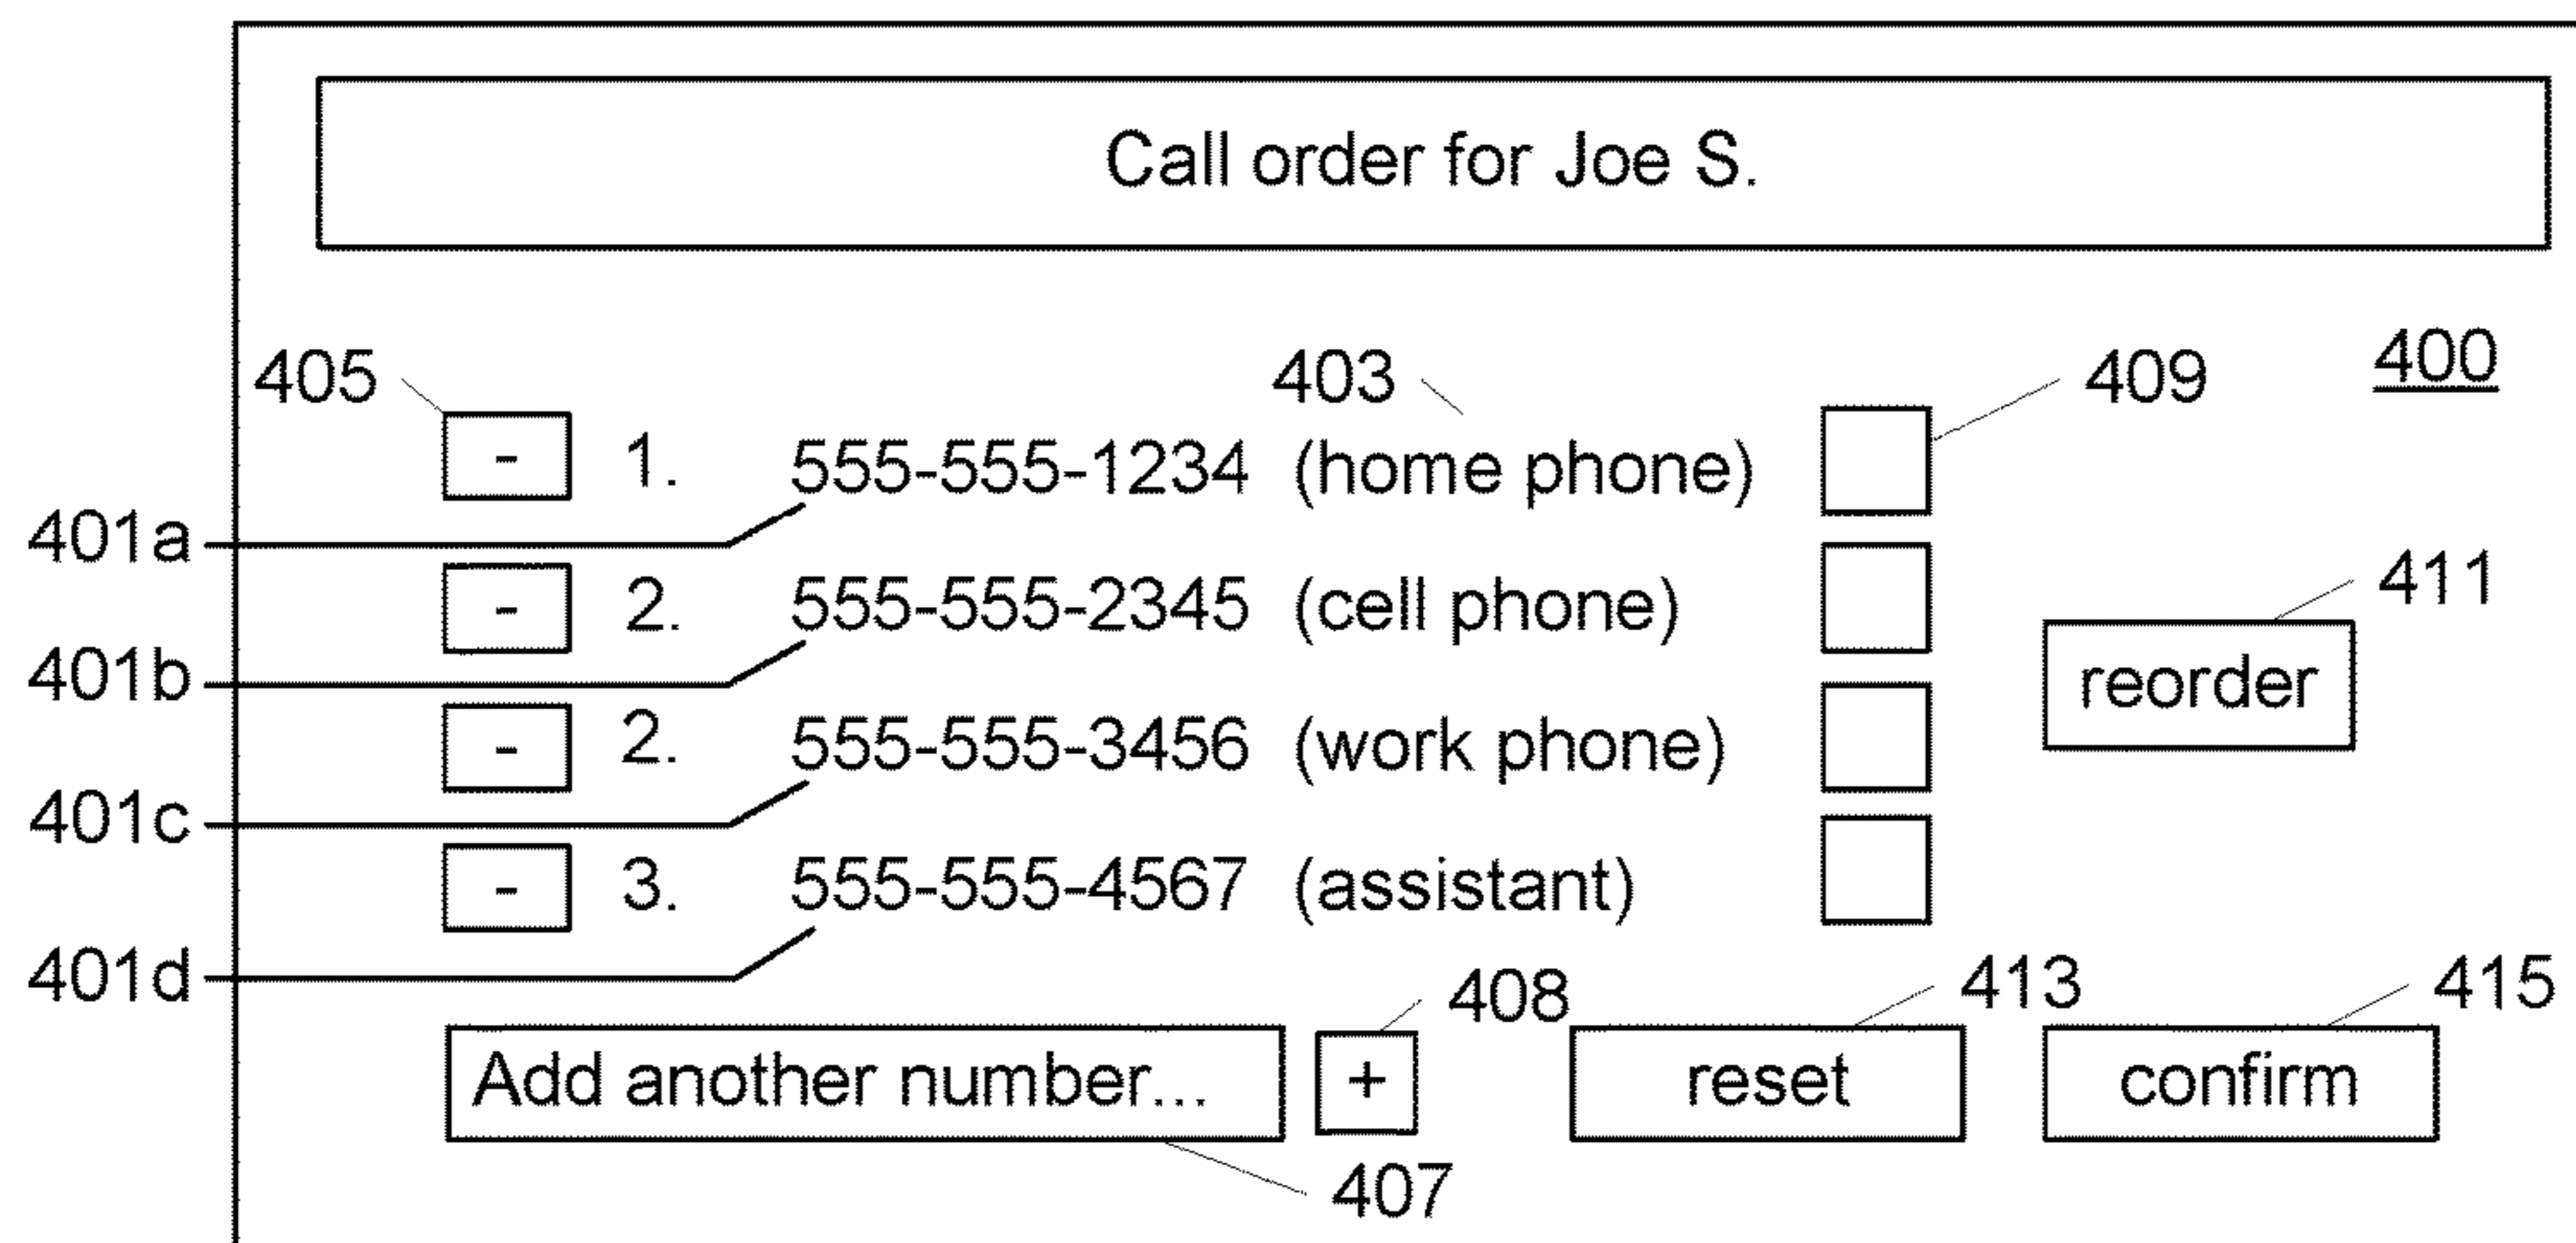 Call order for Joe S.
405 403 409 400
- 1. 555-555-1234 (home phone)
401a
- 2. 555-555-2345 (cell phone) 411
401b reorder
- 2. 555-555-3456 (work phone)
401c
- 3. 555-555-4567 (assistant)
401d 408 413 415
Add another number... + reset confirm
407